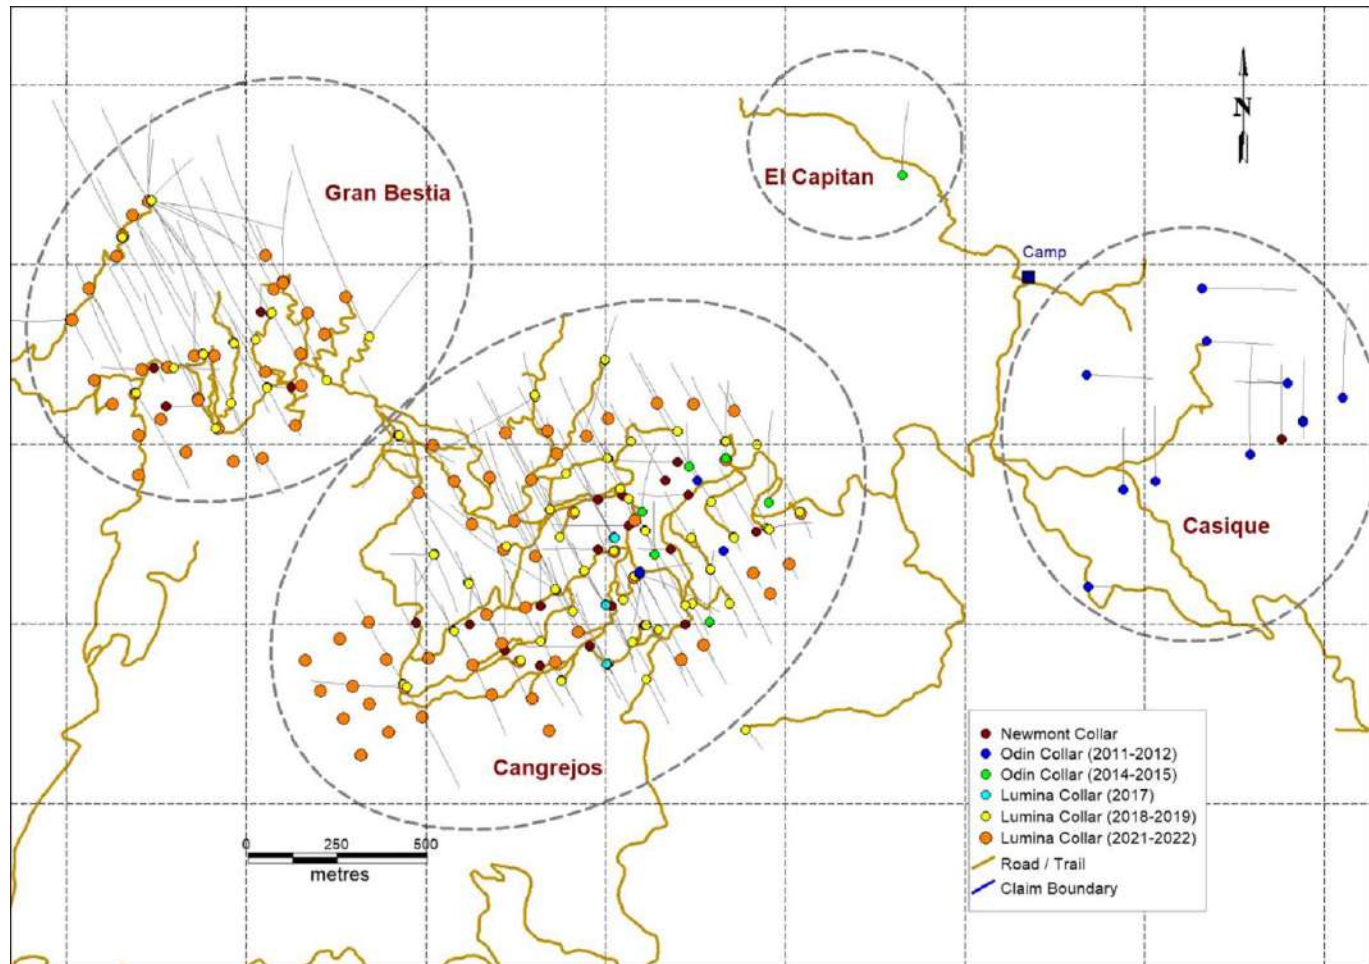 N
El Capitan
Gran Bestia
Camp
Casique
Cangrejos
0 250 500
metres
Newmont Collar
Odin Collar (2011-2012)
Odin Collar (2014-2015)
Lumina Collar (2017)
Lumina Collar (2018-2019)
Lumina Collar (2021-2022)
Road / Trail
Claim Boundary